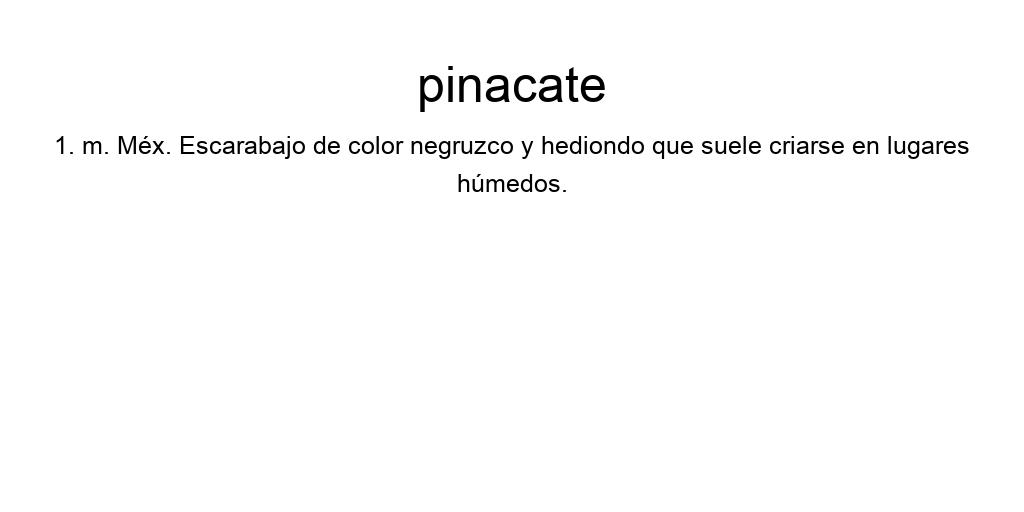 pinacate
1. m. Méx. Escarabajo de color negruzco y hediondo que suele criarse en lugares
húmedos.